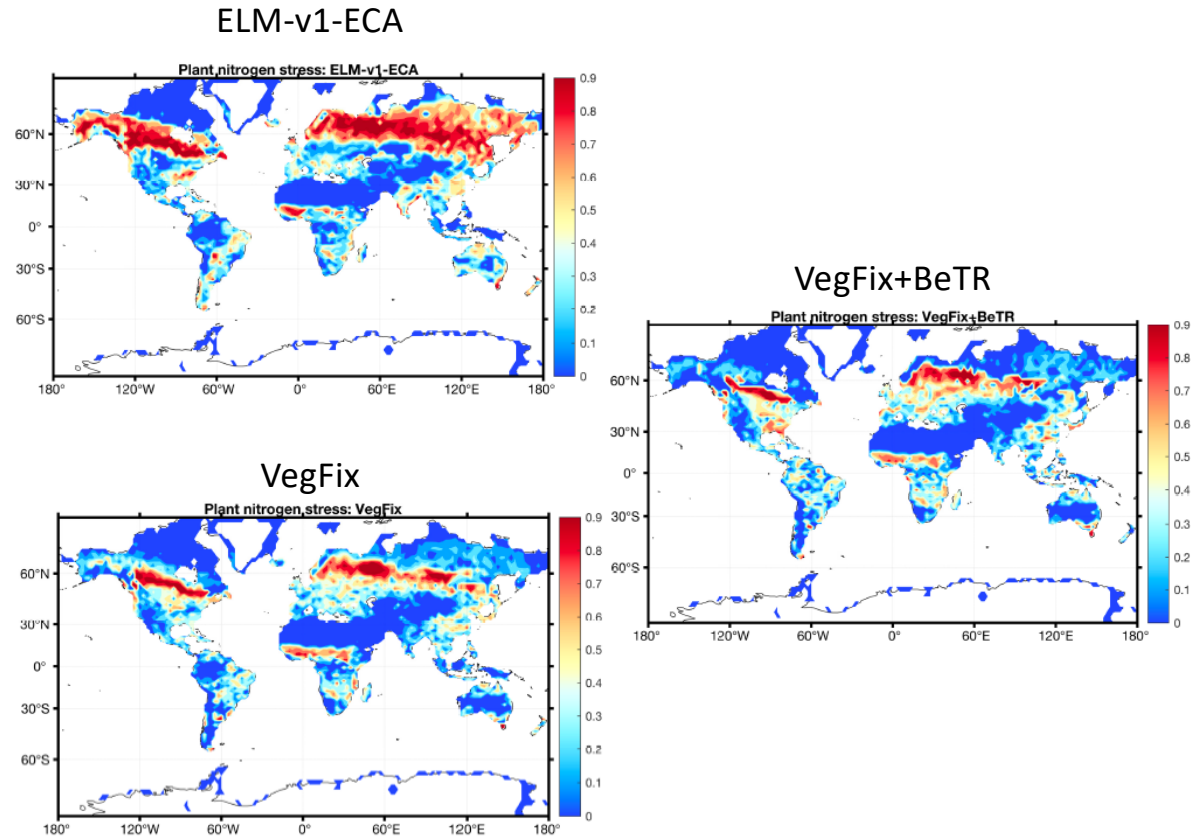 ELM-v1-ECA
Plant nitrogen stress: ELM-v1-ECA
60°N
30°N
0°
30°S
60°S
180°
120°W
60°W
0°
60°E
120°E
180°
0.9
0.8
0.7
0.6
0.5
0.4
0.3
0.2
0.1
0
VegFix+BeTR
Plant nitrogen stress: VegFix+BeTR
60°N
30°N
0°
30°S
60°S
180°
120°W
60°W
0°
60°E
120°E
180°
0.9
0.8
0.7
0.6
0.5
0.4
0.3
0.2
0.1
0
VegFix
Plant nitrogen stress: VegFix
60°N
30°N
0°
30°S
60°S
180°
120°W
60°W
0°
60°E
120°E
180°
0.9
0.8
0.7
0.6
0.5
0.4
0.3
0.2
0.1
0